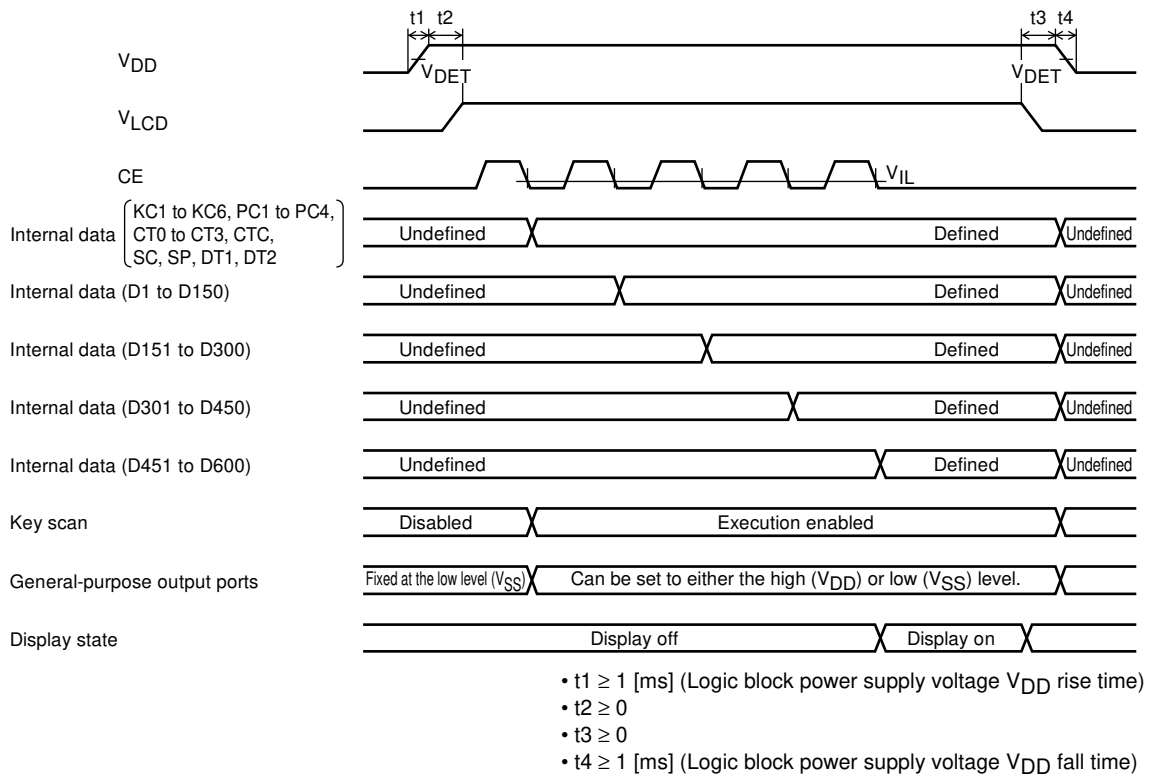 t1 t2 t3 t4
VDD
VDET VDET
VLCD
CE
VIL
Internal data
KC1 to KC6, PC1 to PC4,
CT0 to CT3, CTC,
SC, SP, DT1, DT2
Undefined Defined Undefined
Internal data (D1 to D150) Undefined Defined Undefined
Internal data (D151 to D300) Undefined Defined Undefined
Internal data (D301 to D450) Undefined Defined Undefined
Internal data (D451 to D600) Undefined Defined Undefined
Key scan Disabled Execution enabled
General-purpose output ports Fixed at the low level (VSS) Can be set to either the high (VDD) or low (VSS) level.
Display state Display off Display on
• t1 ≥ 1 [ms] (Logic block power supply voltage VDD rise time)
• t2 ≥ 0
• t3 ≥ 0
• t4 ≥ 1 [ms] (Logic block power supply voltage VDD fall time)